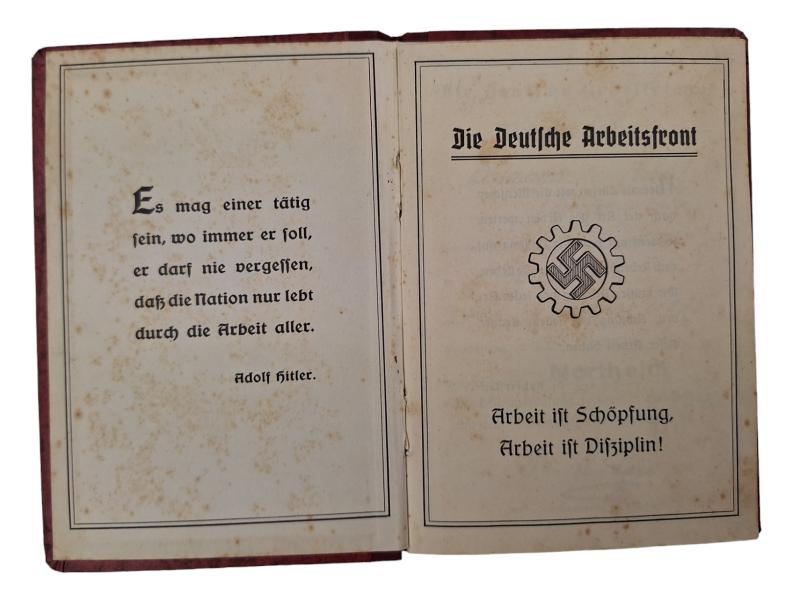 Es mag einer tätig
sein, wo immer er soll,
er darf nie vergessen,
daß die Nation nur lebt
durch die Arbeit aller.
Adolf Hitler.
Die Deutsche Arbeitsfront
Arbeit ist Schöpfung,
Arbeit ist Disziplin!